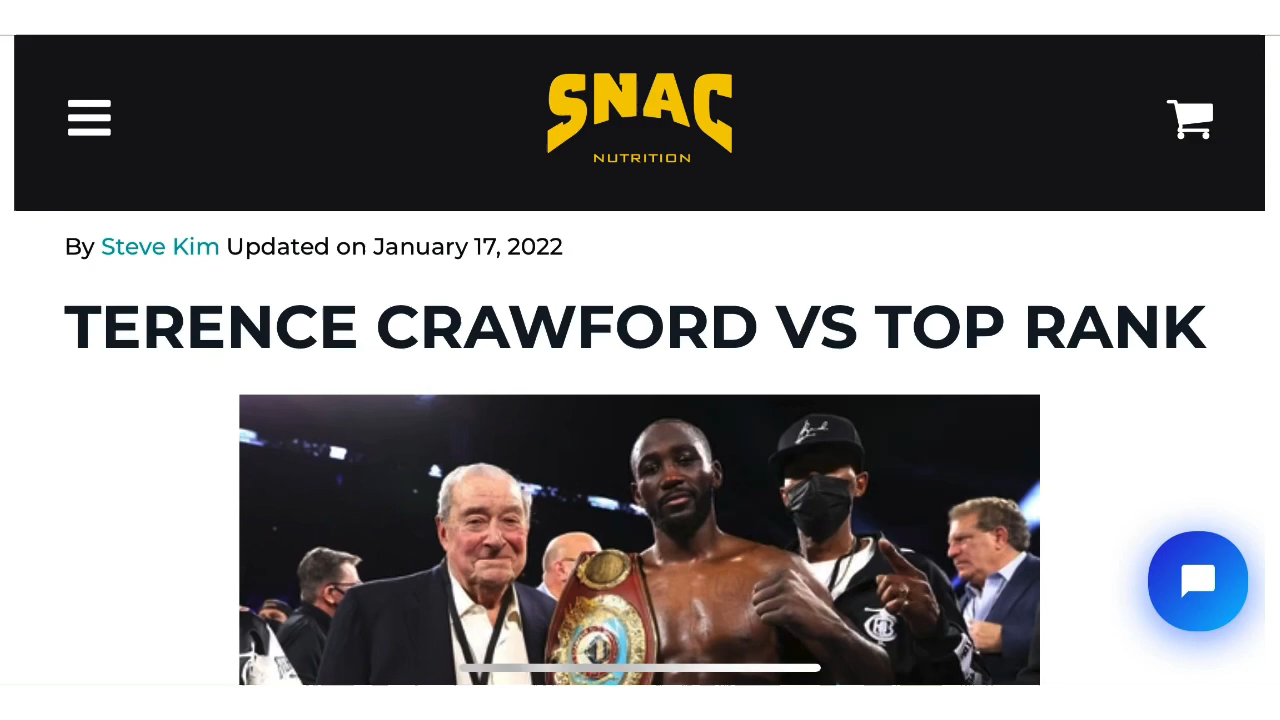 SNAC
NUTRITION
By Steve Kim Updated on January 17, 2022
TERENCE CRAWFORD VS TOP RANK